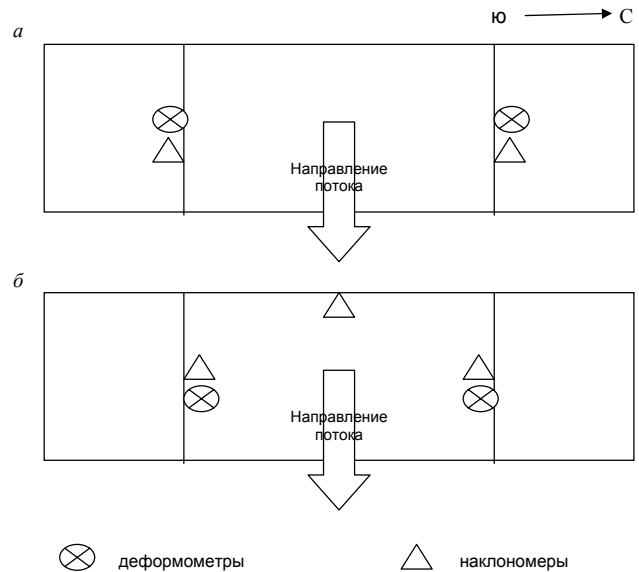 Ю С
а
Направление
потока
б
Направление
потока
деформометры наклономеры